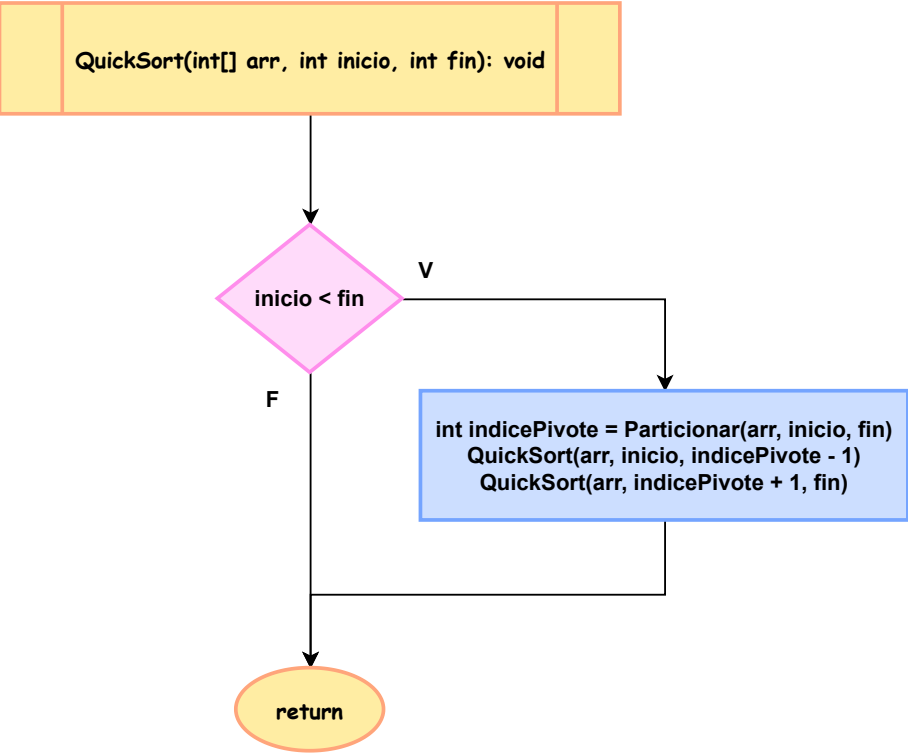 QuickSort(int[] arr, int inicio, int fin): void
inicio < fin
V
F
int indicePivote = Particionar(arr, inicio, fin)
QuickSort(arr, inicio, indicePivote - 1)
QuickSort(arr, indicePivote + 1, fin)
return